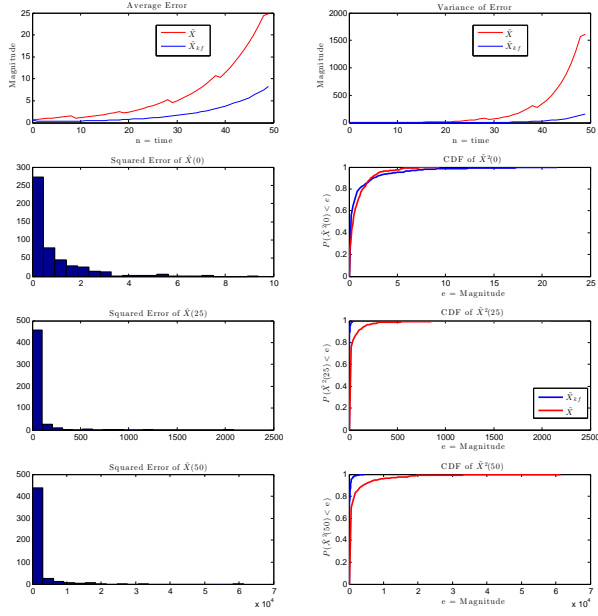 Average Error
Magnitude
25
20
15
10
5
0
0 10 20 30 40 50
n = time
X̃
X̃kf
Variance of Error
Magnitude
2000
1500
1000
500
0
0 10 20 30 40 50
n = time
X̃
X̃kf
Squared Error of X̃(0)
300
250
200
150
100
50
0
0 2 4 6 8 10
CDF of X̃²(0)
P(X̃²(0) < e)
1
0.8
0.6
0.4
0.2
0
0 5 10 15 20 25
e = Magnitude
Squared Error of X̃(25)
500
400
300
200
100
0
0 500 1000 1500 2000 2500
CDF of X̃²(25)
P(X̃²(25) < e)
1
0.8
0.6
0.4
0.2
0
0 500 1000 1500 2000 2500
e = Magnitude
X̃kf
X̃
Squared Error of X̃(50)
500
400
300
200
100
0
0 1 2 3 4 5 6 7
x 10⁴
CDF of X̃²(50)
P(X̃²(50) < e)
1
0.8
0.6
0.4
0.2
0
0 1 2 3 4 5 6 7
e = Magnitude
x 10⁴